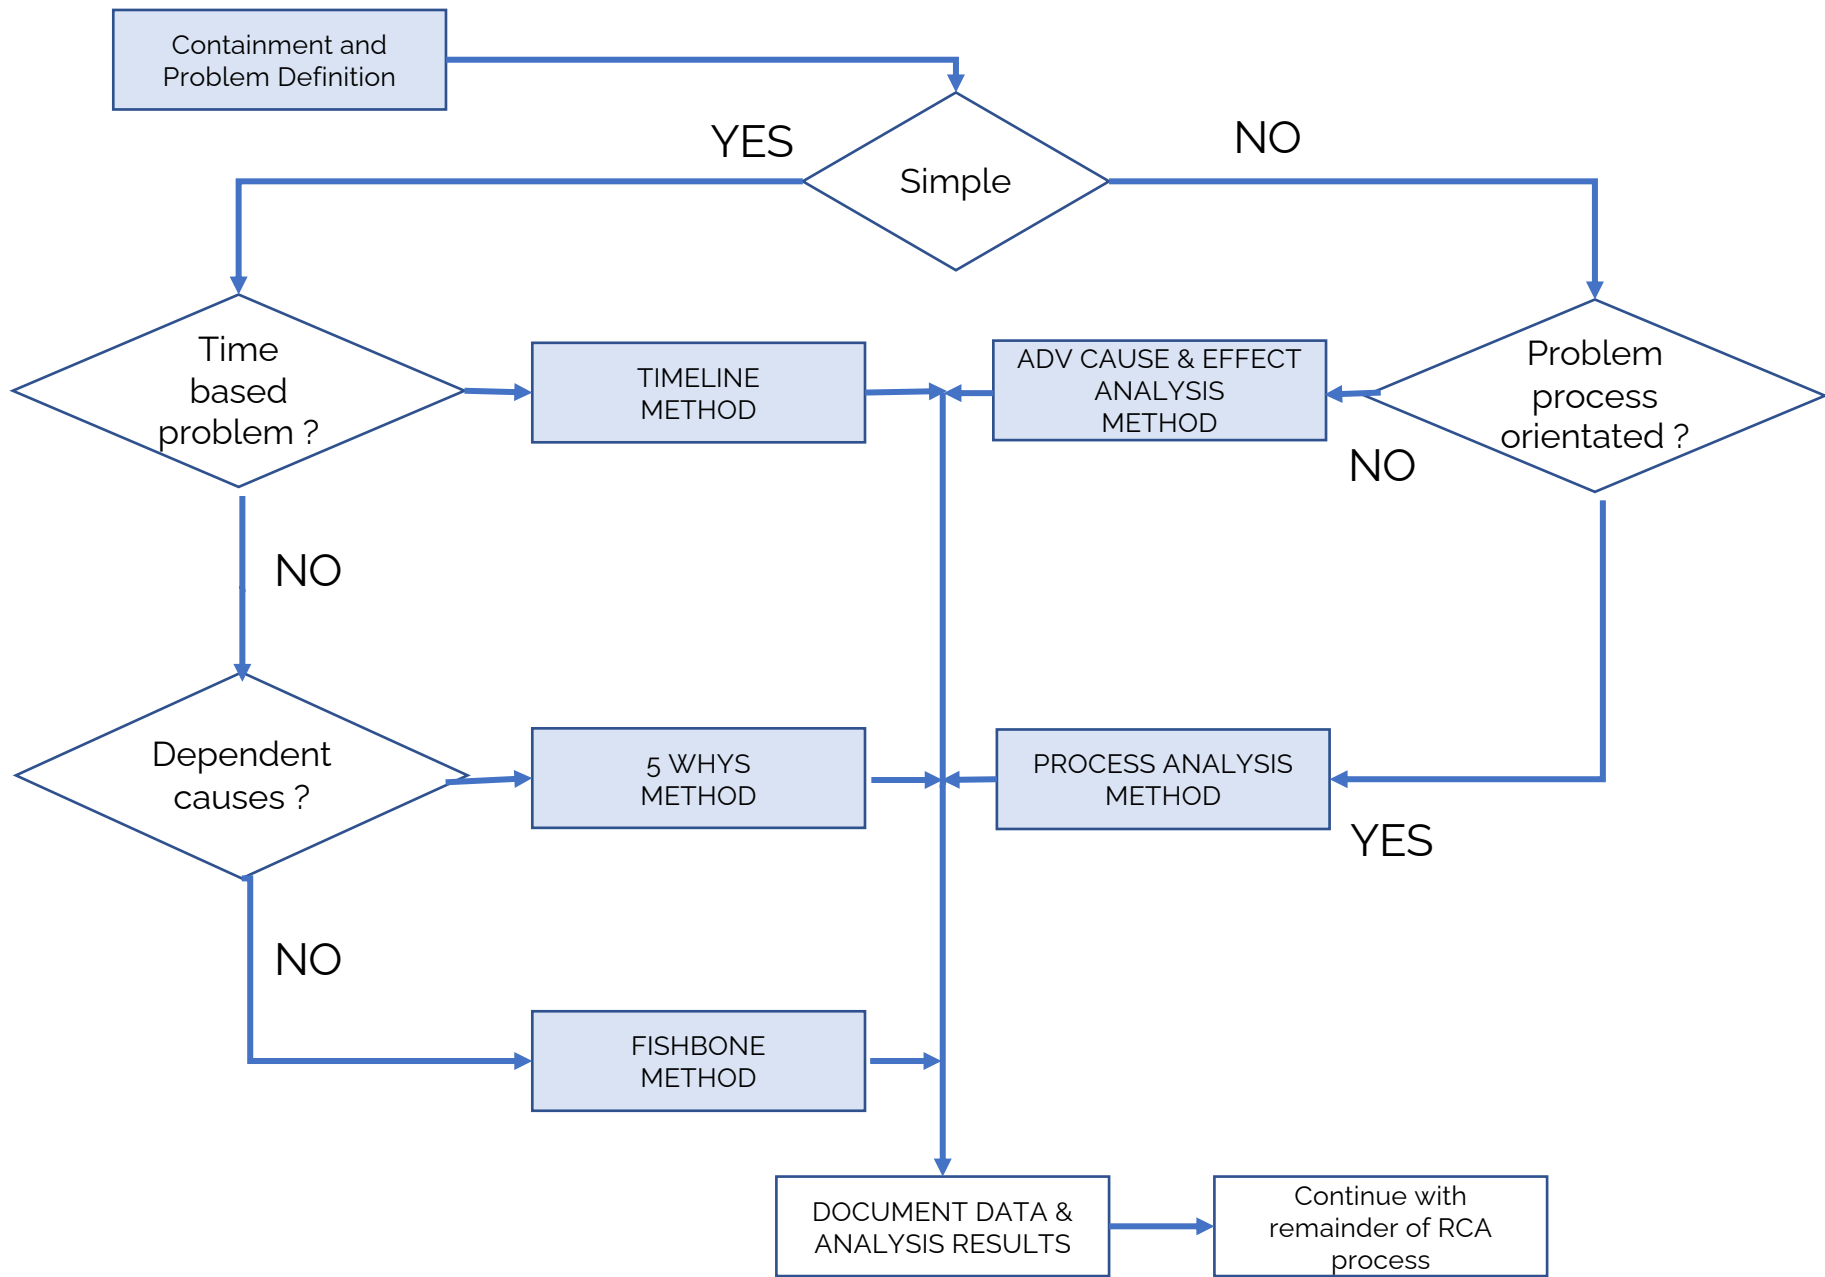 Containment and
Problem Definition
YES
NO
Simple
Time
based
problem ?
TIMELINE
METHOD
ADV CAUSE & EFFECT
ANALYSIS
METHOD
Problem
process
orientated ?
NO
NO
Dependent
causes ?
5 WHYS
METHOD
PROCESS ANALYSIS
METHOD
YES
NO
FISHBONE
METHOD
DOCUMENT DATA &
ANALYSIS RESULTS
Continue with
remainder of RCA
process